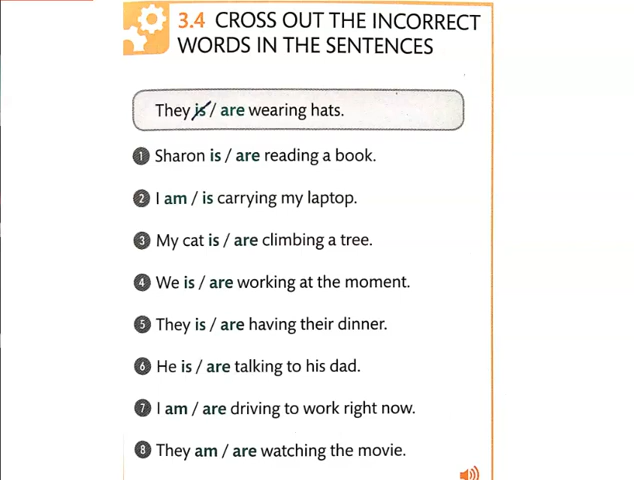 3.4 CROSS OUT THE INCORRECT
WORDS IN THE SENTENCES
They is / are wearing hats.
1 Sharon is / are reading a book.
2 I am / is carrying my laptop.
3 My cat is / are climbing a tree.
4 We is / are working at the moment.
5 They is / are having their dinner.
6 He is / are talking to his dad.
7 I am / are driving to work right now.
8 They am / are watching the movie.